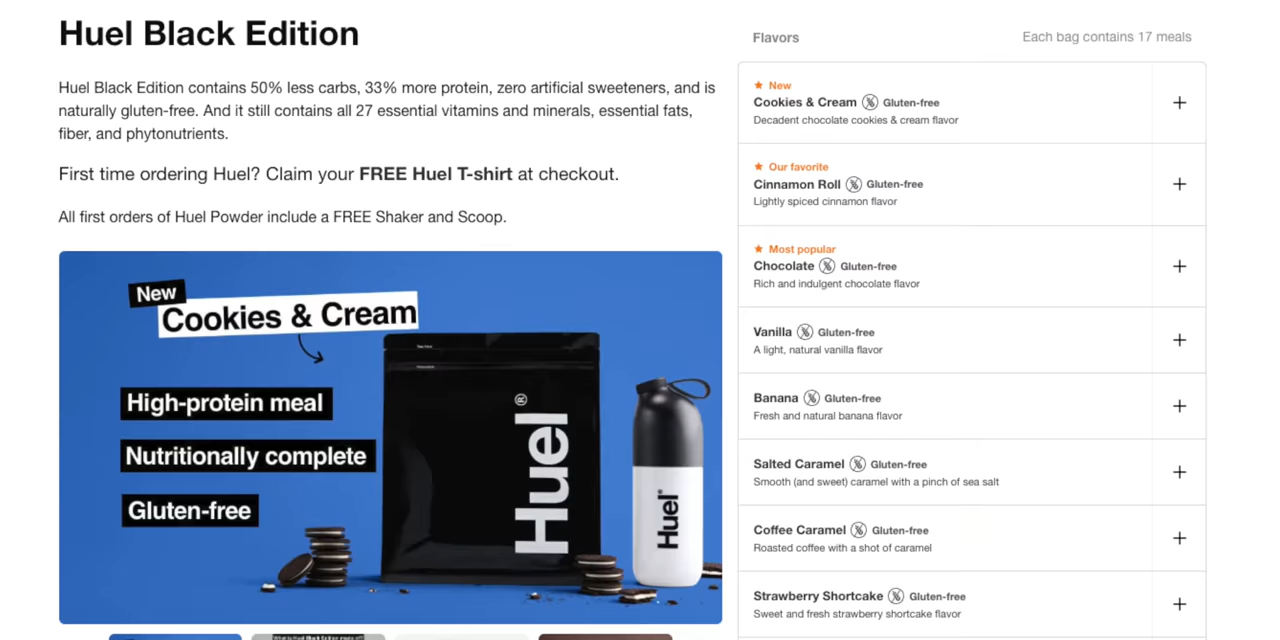 Huel Black Edition
Huel Black Edition contains 50% less carbs, 33% more protein, zero artificial sweeteners, and is
naturally gluten-free. And it still contains all 27 essential vitamins and minerals, essential fats,
fiber, and phytonutrients.
First time ordering Huel? Claim your FREE Huel T-shirt at checkout.
All first orders of Huel Powder include a FREE Shaker and Scoop.
New
Cookies & Cream
High-protein meal
Nutritionally complete
Gluten-free
Huel®
Huel®
Flavors
Each bag contains 17 meals
New
Cookies & Cream Gluten-free
Decadent chocolate cookies & cream flavor
Our favorite
Cinnamon Roll Gluten-free
Lightly spiced cinnamon flavor
Most popular
Chocolate Gluten-free
Rich and indulgent chocolate flavor
Vanilla Gluten-free
A light, natural vanilla flavor
Banana Gluten-free
Fresh and natural banana flavor
Salted Caramel Gluten-free
Smooth (and sweet) caramel with a pinch of sea salt
Coffee Caramel Gluten-free
Roasted coffee with a shot of caramel
Strawberry Shortcake Gluten-free
Sweet and fresh strawberry shortcake flavor